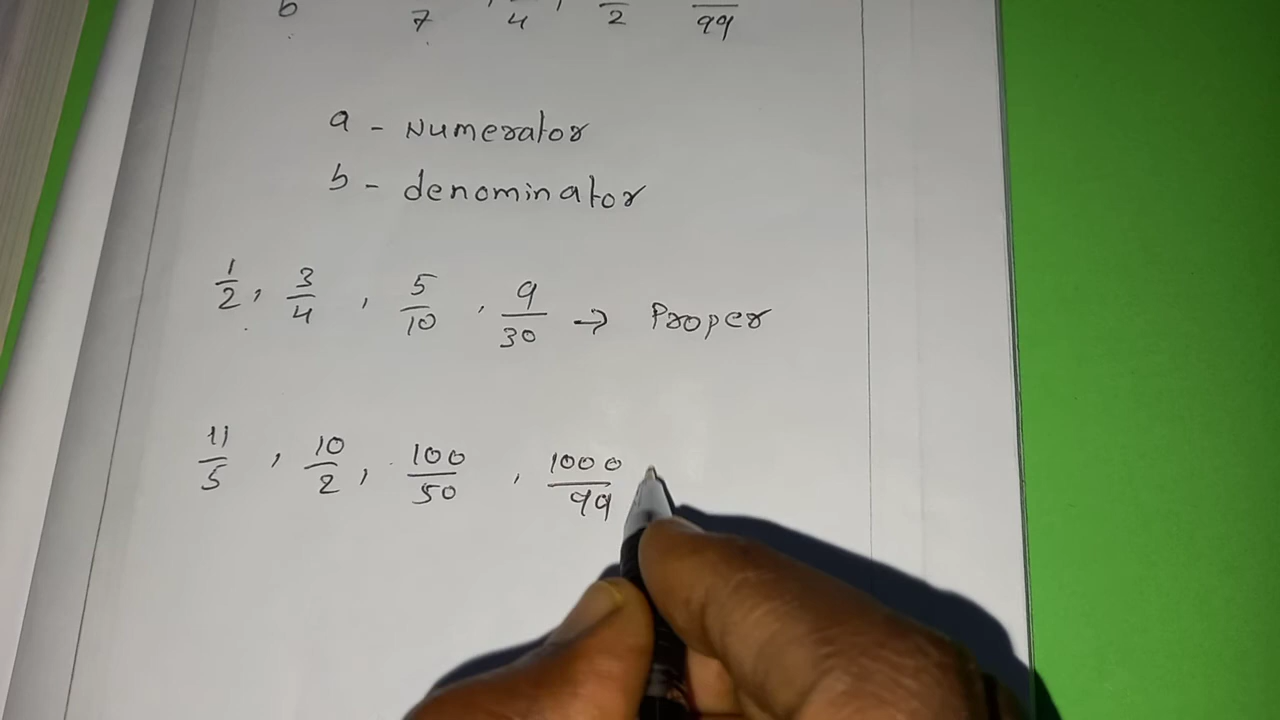 b 7 , 4 , 2 99
a - Numerator
b - denominator
1/2, 3/4 , 5/10 , 9/30 → Proper
11/5 , 10/2, 100/50 , 1000/99